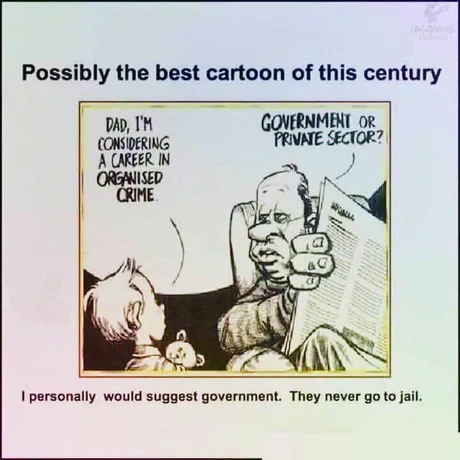 Possibly the best cartoon of this century
DAD, I'M
CONSIDERING
A CAREER IN
ORGANISED
CRIME.
GOVERNMENT OR
PRIVATE SECTOR?
I personally would suggest government. They never go to jail.